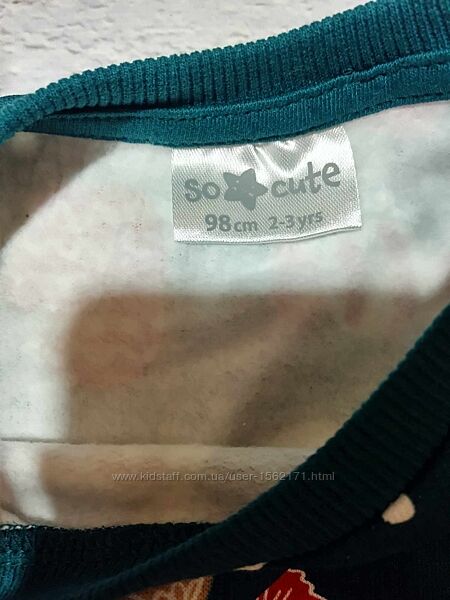 so cute
98cm 2-3yrs
www.kidstaff.com.ua/user-1562171.html